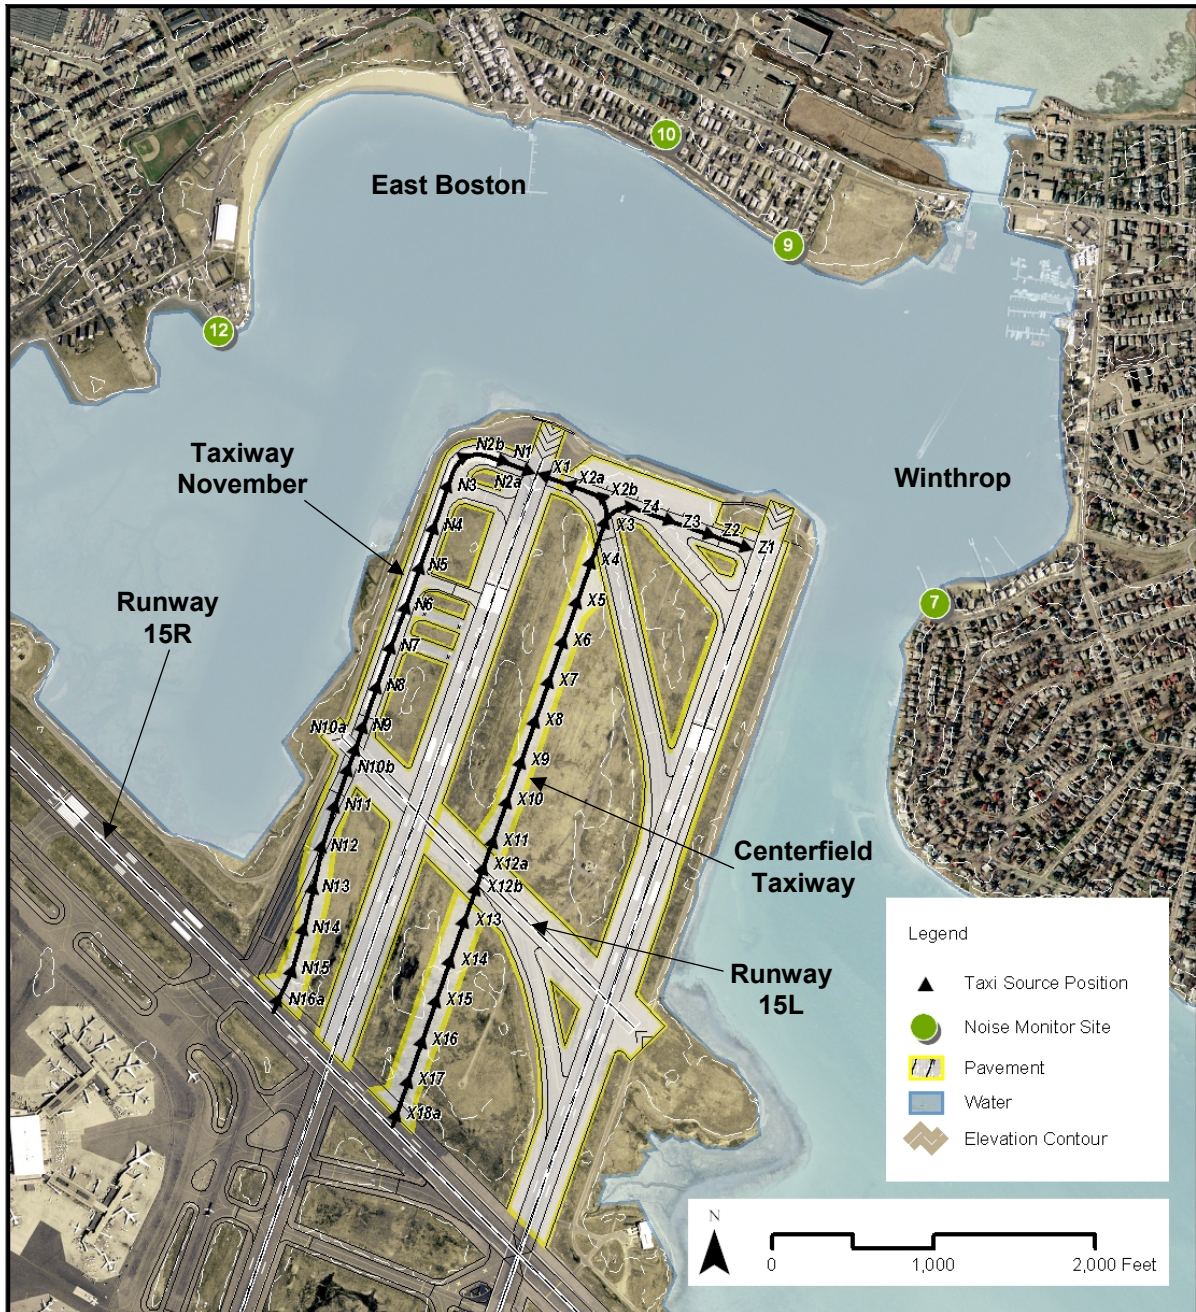 10
East Boston
9
12
N2b
N1
X1
Taxiway
November
N3
N2a
X2a
X2b
Winthrop
Z4
N4
X3
Z3
Z2
Z1
N5
X4
Runway
15R
N6
X5
7
N7
X6
N8
X7
N10a
N9
X8
N10b
X9
N11
X10
N12
X11
Centerfield
Taxiway
X12a
N13
X12b
N14
X13
Legend
N15
X14
Runway
15L
Taxi Source Position
N16a
X15
Noise Monitor Site
X16
Pavement
X17
Water
X18a
Elevation Contour
N
0
1,000
2,000 Feet